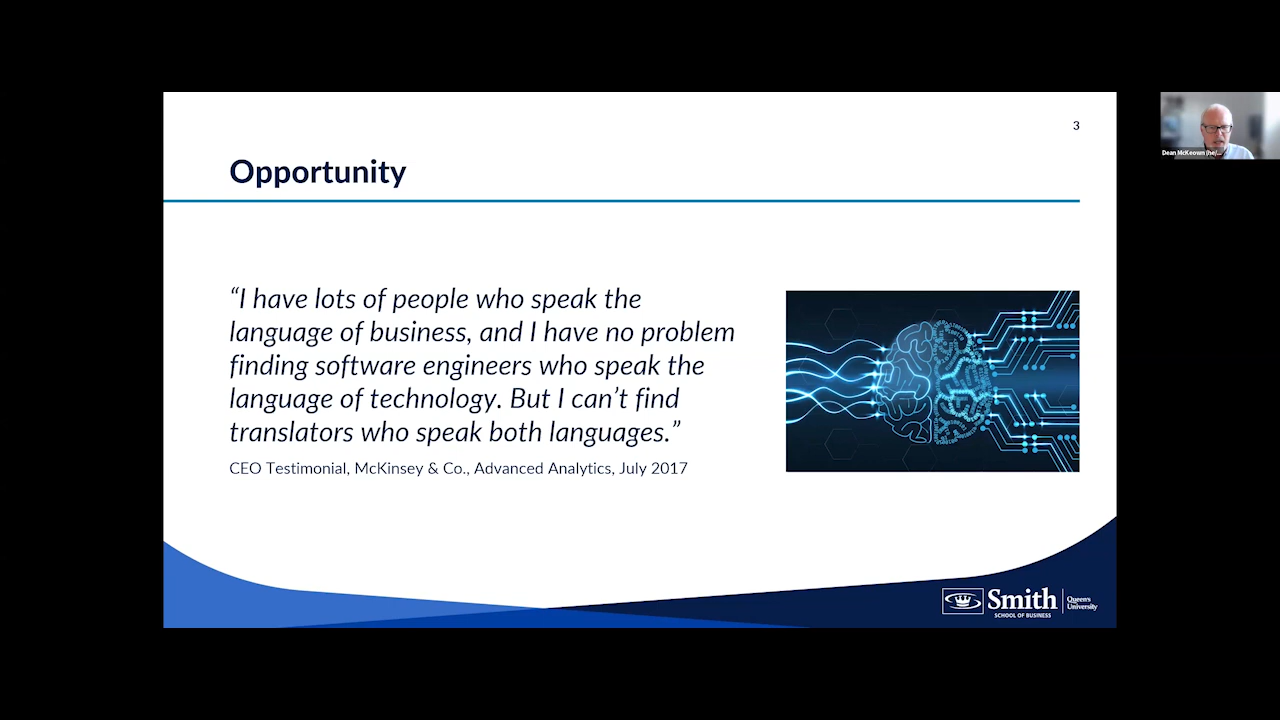 3
Opportunity
“I have lots of people who speak the
language of business, and I have no problem
finding software engineers who speak the
language of technology. But I can’t find
translators who speak both languages.”
CEO Testimonial, McKinsey & Co., Advanced Analytics, July 2017
Dean McKeown (he/...
Smith
SCHOOL OF BUSINESS
Queen's
University